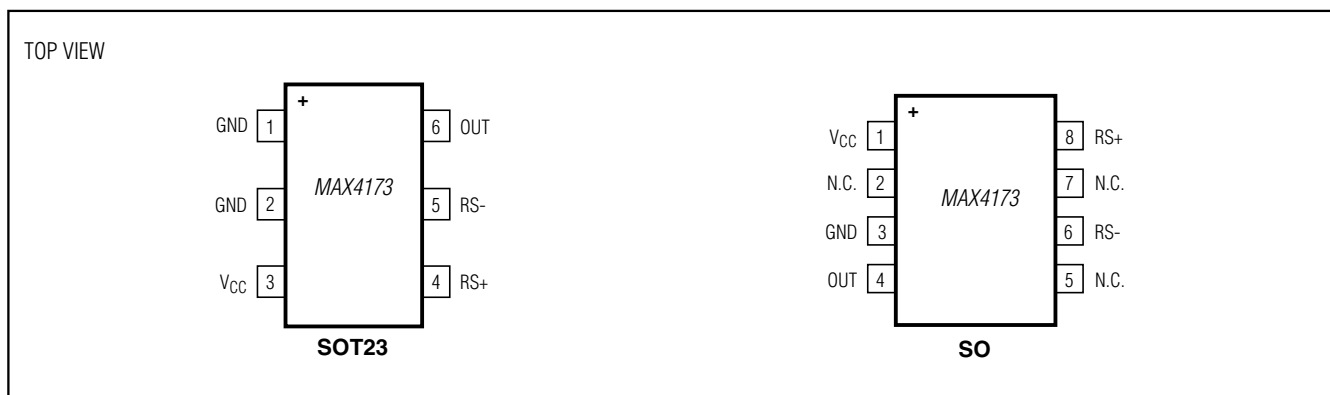 TOP VIEW
+
GND 1
6 OUT
MAX4173
GND 2
5 RS-
VCC 3
4 RS+
SOT23
+
VCC 1
8 RS+
N.C. 2
7 N.C.
MAX4173
GND 3
6 RS-
OUT 4
5 N.C.
SO